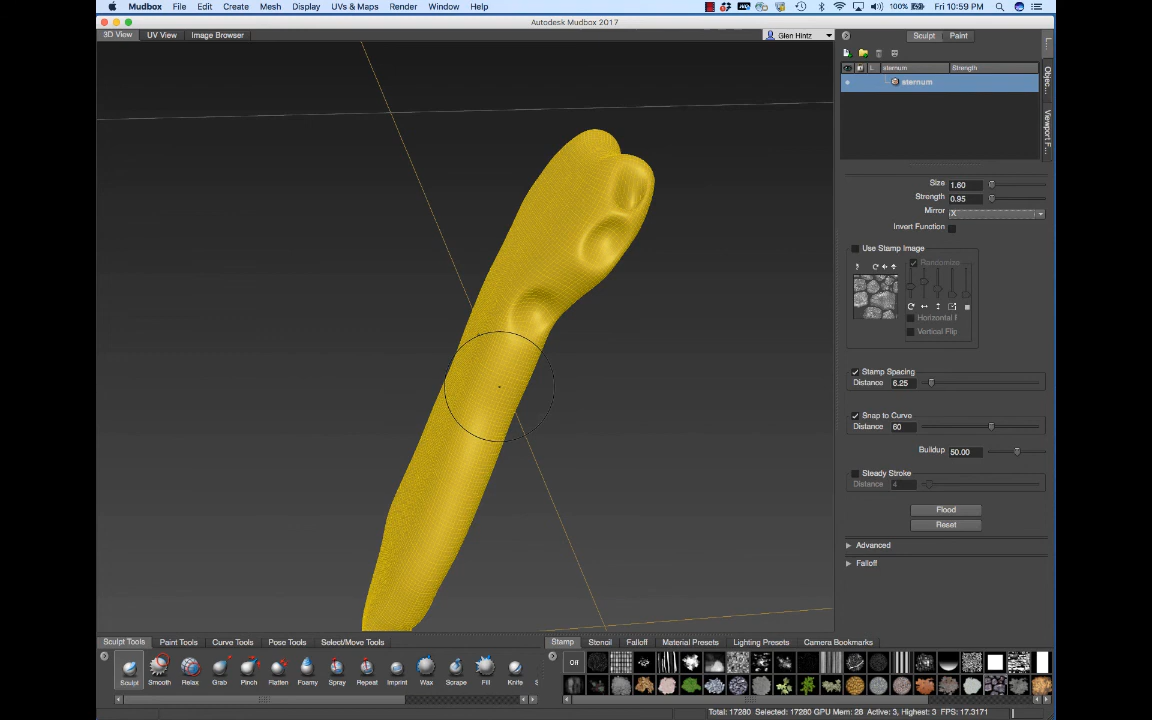 Mudbox File Edit Create Mesh Display UVs & Maps Render Window Help 100% Fri 10:59 PM
Autodesk Mudbox 2017
3D View UV View Image Browser Glen Hintz Sculpt Paint
L... sternum Strength
sternum
Objec...
Viewport F...
Size 1.60
Strength 0.95
Mirror X
Invert Function
Use Stamp Image
Randomize
Horizontal F
Vertical Flip
Stamp Spacing
Distance 6.25
Snap to Curve
Distance 60
Buildup 50.00
Steady Stroke
Distance 4
Flood
Reset
Advanced
Falloff
Sculpt Tools Paint Tools Curve Tools Pose Tools Select/Move Tools Stamp Stencil Falloff Material Presets Lighting Presets Camera Bookmarks
Off
Sculpt Smooth Relax Grab Pinch Flatten Foamy Spray Repeat Imprint Wax Scrape Fill Knife S
Total: 17280 Selected: 17280 GPU Mem: 28 Active: 3, Highest: 3 FPS: 17.3171